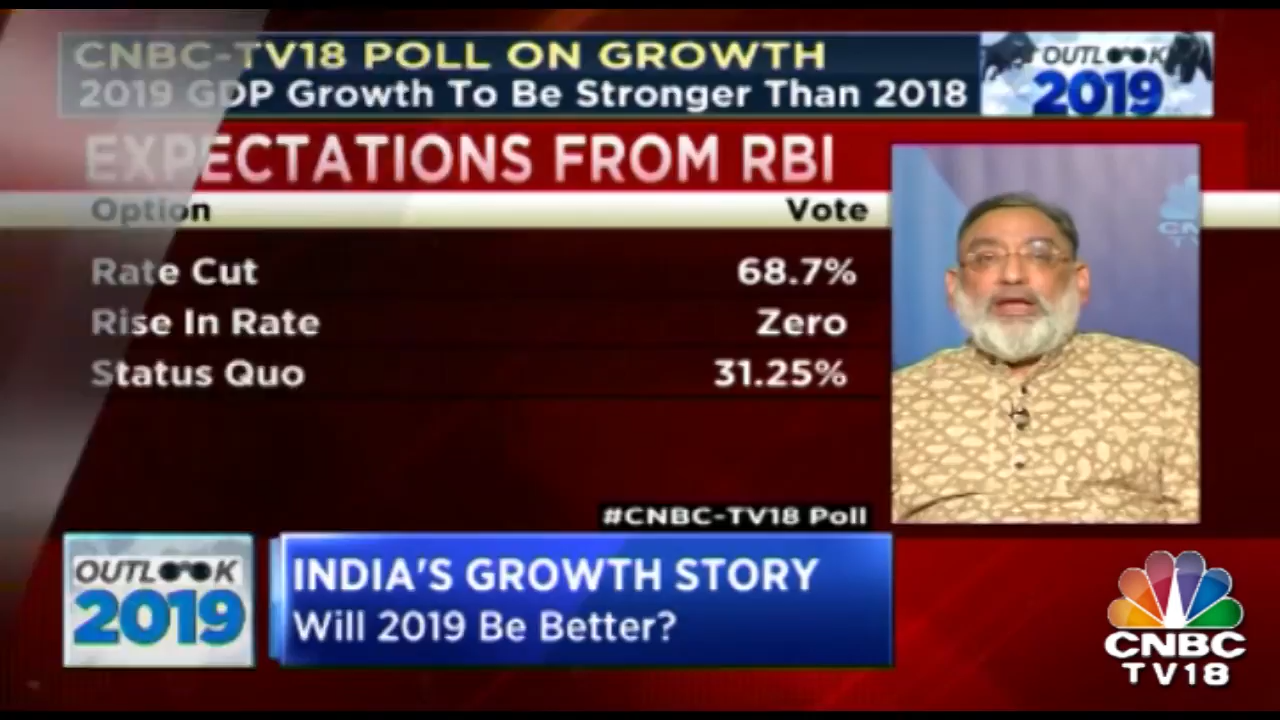 CNBC-TV18 POLL ON GROWTH
2019 GDP Growth To Be Stronger Than 2018
OUTLOOK
2019
EXPECTATIONS FROM RBI
Option Vote
Rate Cut 68.7%
Rise In Rate Zero
Status Quo 31.25%
CN
TV
#CNBC-TV18 Poll
OUTLOOK
2019
INDIA'S GROWTH STORY
Will 2019 Be Better?
CNBC
TV18